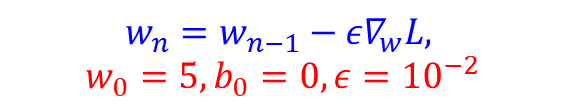 wₙ = wₙ₋₁ − ϵ∇_wL,
w₀ = 5, b₀ = 0, ϵ = 10⁻²